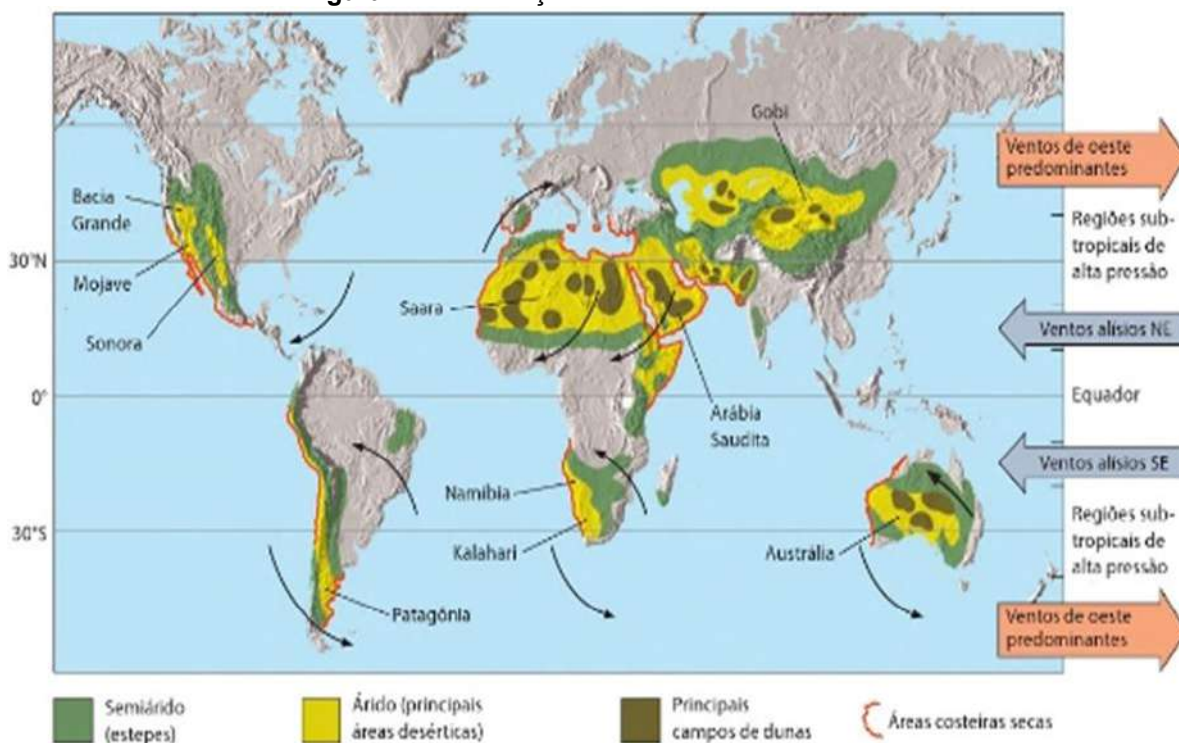 Gobi
Ventos de oeste
predominantes
Bacia
Grande
Regiões sub-
tropicais de
alta pressão
30°N
Mojave
Saara
Ventos alísios NE
Sonora
0°
Equador
Arábia
Saudita
Ventos alísios SE
Namíbia
Regiões sub-
tropicais de
alta pressão
30°S
Kalahari
Austrália
Patagônia
Ventos de oeste
predominantes
Semiárido
(estepes)
Árido (principais
áreas desérticas)
Principais
campos de dunas
Áreas costeiras secas